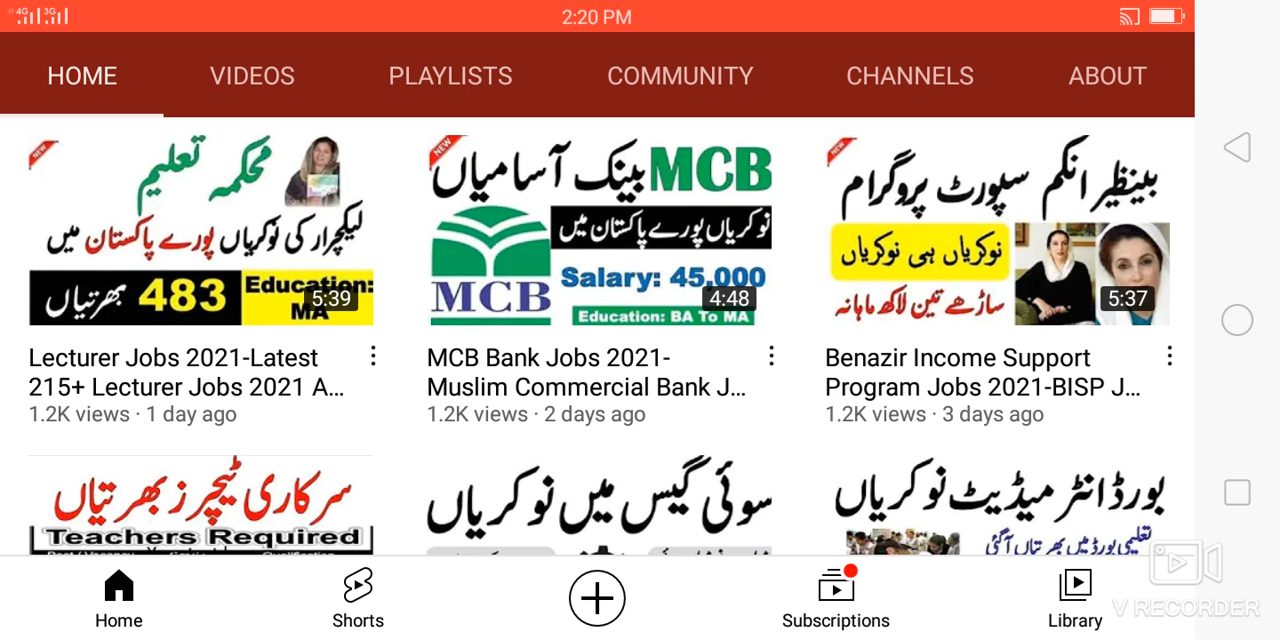 4G 3G
2:20 PM
HOME VIDEOS PLAYLISTS COMMUNITY CHANNELS ABOUT
NEW
محکمہ تعلیم
لیکچرار کی نوکریاں پورے پاکستان میں
483 بھرتیاں
Education: MA
5:39
Lecturer Jobs 2021-Latest
215+ Lecturer Jobs 2021 A...
1.2K views · 1 day ago
NEW
MCB بینک آسامیاں
نوکریاں پورے پاکستان میں
MCB
Salary: 45,000
Education: BA To MA
4:48
MCB Bank Jobs 2021-
Muslim Commercial Bank J...
1.2K views · 2 days ago
NEW
بینظیر انکم سپورٹ پروگرام
نوکریاں ہی نوکریاں
ساڑھے تین لاکھ ماہانہ
5:37
Benazir Income Support
Program Jobs 2021-BISP J...
1.2K views · 3 days ago
سرکاری ٹیچرز بھرتیاں
Teachers Required
سوئی گیس میں نوکریاں
بورڈ انٹر میڈیٹ نوکریاں
تعلیمی بورڈ میں بھرتیاں آگئی
Home Shorts Subscriptions Library
V RECORDER